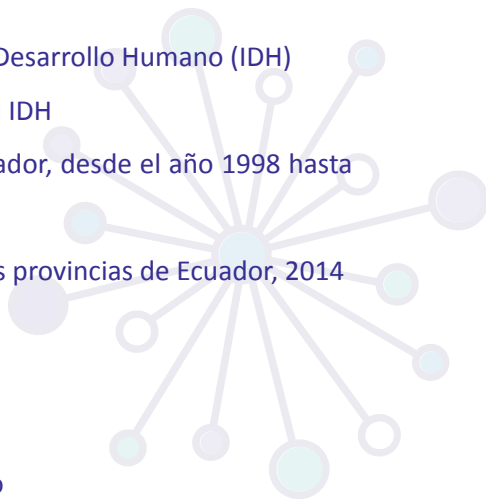 Desarrollo Humano (IDH)
IDH
ador, desde el año 1998 hasta
s provincias de Ecuador, 2014
o